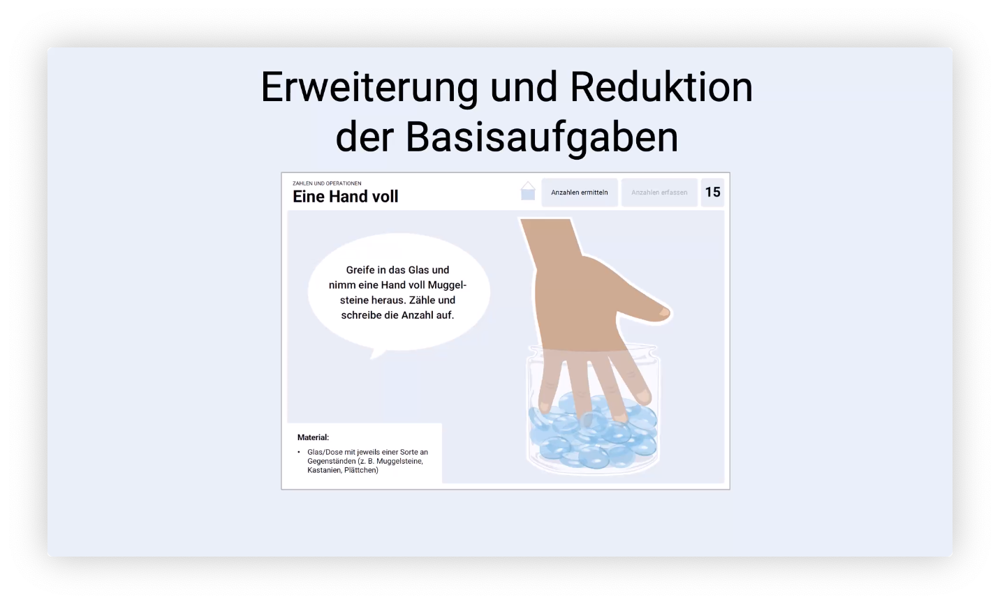 Erweiterung und Reduktion
der Basisaufgaben
ZAHLEN UND OPERATIONEN
Eine Hand voll
Anzahlen ermitteln
Anzahlen erfassen
15
Greife in das Glas und
nimm eine Hand voll Muggel-
steine heraus. Zähle und
schreibe die Anzahl auf.
Material:
• Glas/Dose mit jeweils einer Sorte an
Gegenständen (z. B. Muggelsteine,
Kastanien, Plättchen)